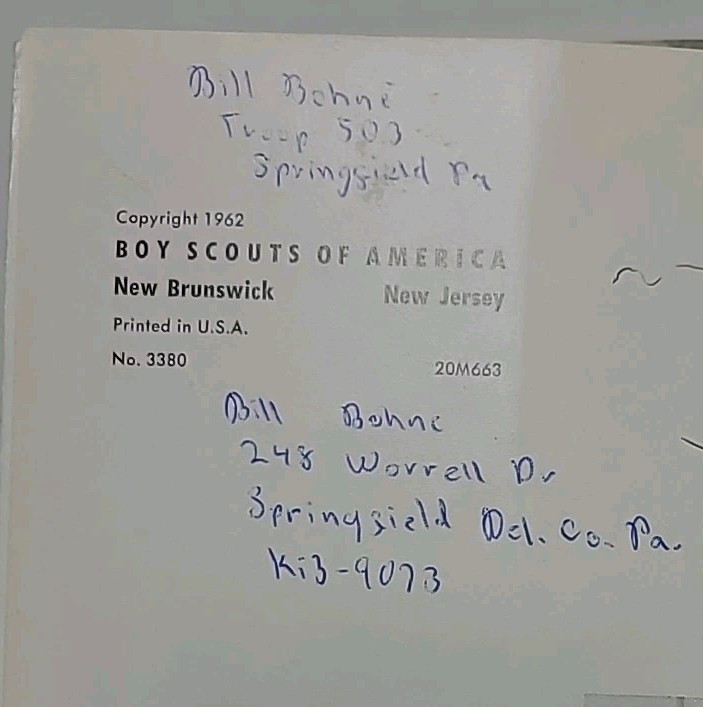 Bill Bohne
Troop 503
Springfield Pa
Copyright 1962
BOY SCOUTS OF AMERICA
New Brunswick New Jersey
Printed in U.S.A.
No. 3380 20M663
Bill Bohne
248 Worrell Dr
Springfield Del. Co. Pa.
Ki3-9073